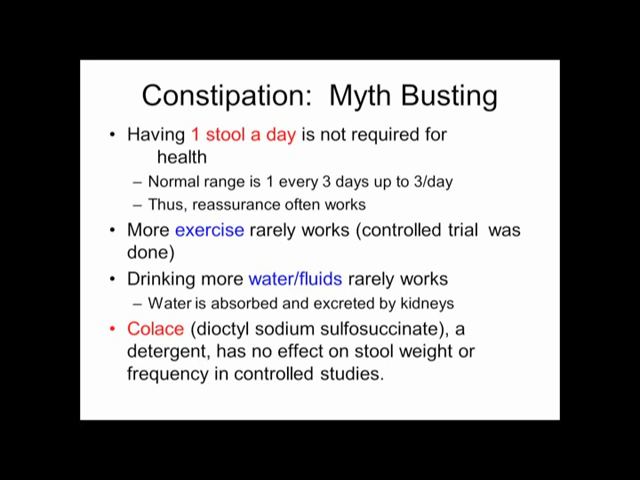 Constipation: Myth Busting
• Having 1 stool a day is not required for
health
– Normal range is 1 every 3 days up to 3/day
– Thus, reassurance often works
• More exercise rarely works (controlled trial was
done)
• Drinking more water/fluids rarely works
– Water is absorbed and excreted by kidneys
• Colace (dioctyl sodium sulfosuccinate), a
detergent, has no effect on stool weight or
frequency in controlled studies.